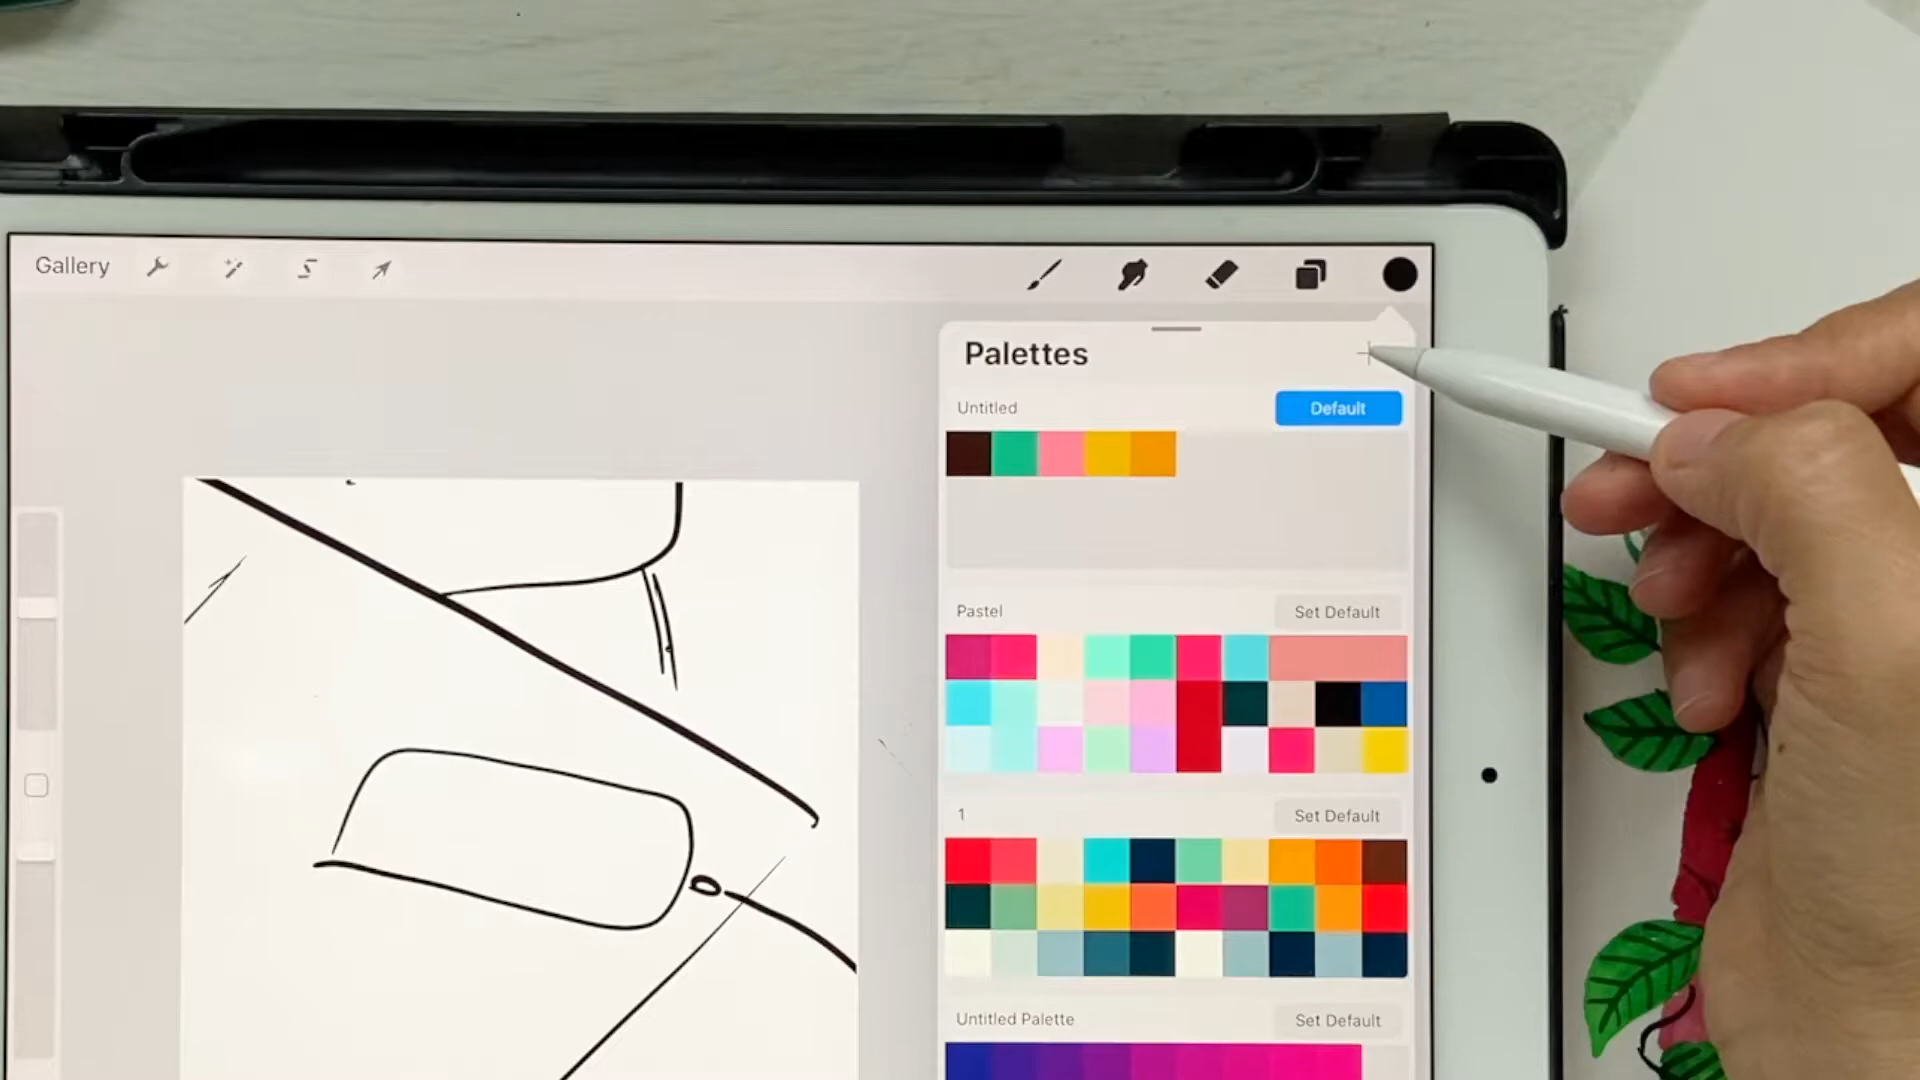 Gallery
Palettes
Untitled
Default
Pastel
Set Default
1
Set Default
Untitled Palette
Set Default